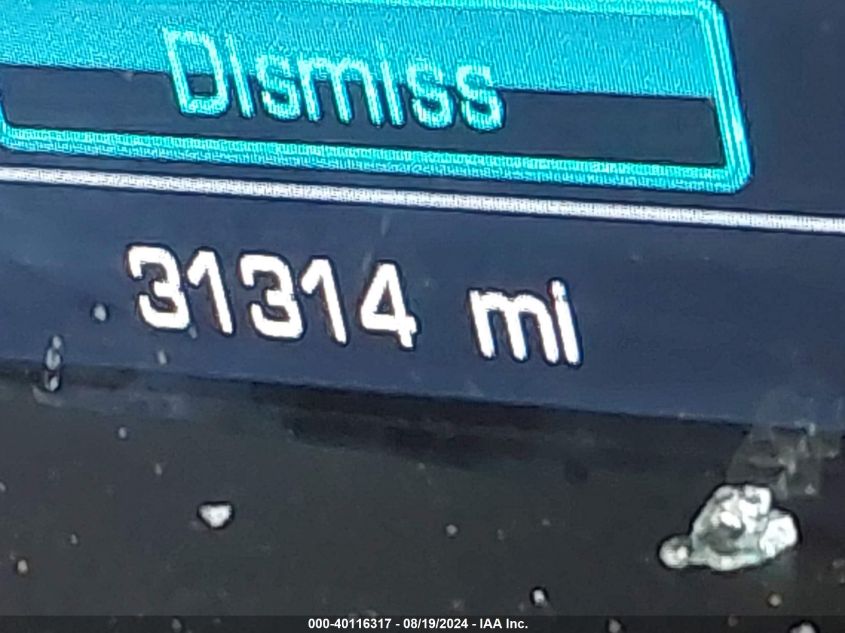 Dismiss
31314 mi
000-40116317 - 08/19/2024 - IAA Inc.